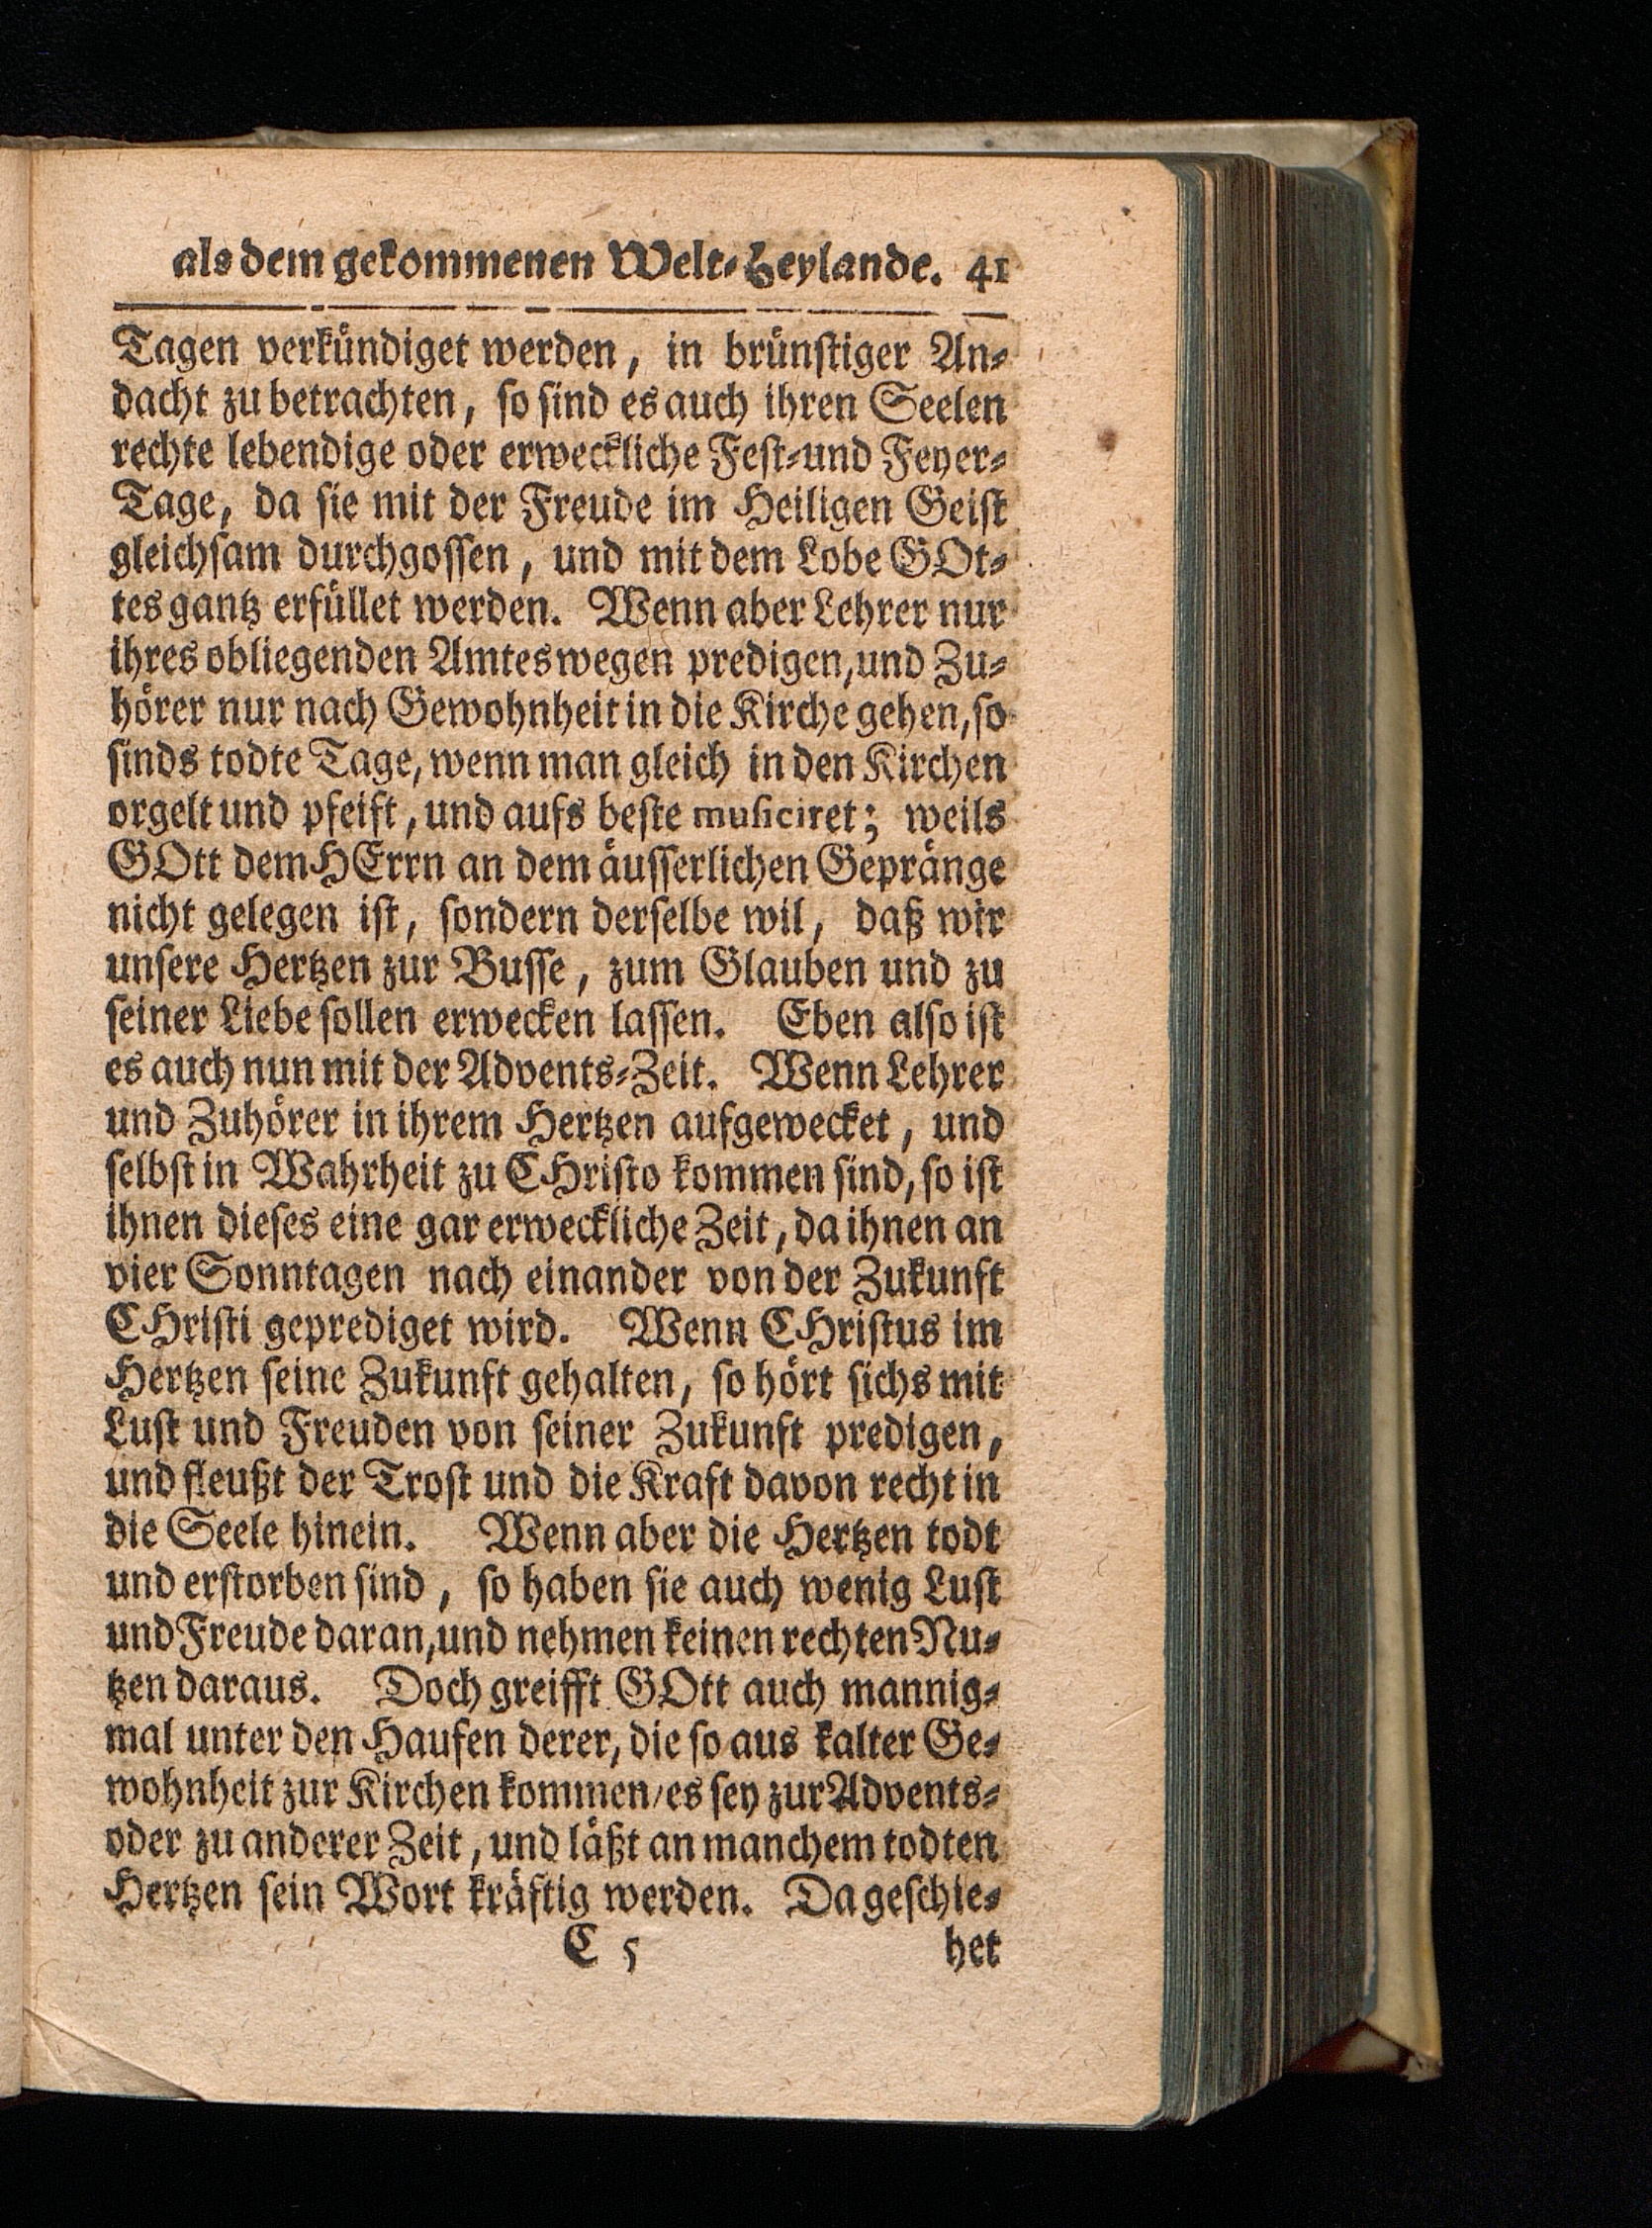 als dem gekommenen Welt-Heylande. 41
Tagen verkündiget werden, in brünstiger An-
dacht zu betrachten, so sind es auch ihren Seelen
rechte lebendige oder erweckliche Fest-und Feyer-
Tage, da sie mit der Freude im Heiligen Geist
gleichsam durchgossen, und mit dem Lobe GOt-
tes gantz erfüllet werden. Wenn aber Lehrer nur
ihres obliegenden Amtes wegen predigen, und Zu-
hörer nur nach Gewohnheit in die Kirche gehen, so
sinds todte Tage, wenn man gleich in den Kirchen
orgelt und pfeift, und aufs beste musiciret; weils
GOtt dem HErrn an dem äusserlichen Gepränge
nicht gelegen ist, sondern derselbe wil, daß wir
unsere Hertzen zur Busse, zum Glauben und zu
seiner Liebe sollen erwecken lassen. Eben also ist
es auch nun mit der Advents-Zeit. Wenn Lehrer
und Zuhörer in ihrem Hertzen aufgewecket, und
selbst in Wahrheit zu CHristo kommen sind, so ist
ihnen dieses eine gar erweckliche Zeit, da ihnen an
vier Sonntagen nach einander von der Zukunft
CHristi geprediget wird. Wenn CHristus im
Hertzen seine Zukunft gehalten, so hört sichs mit
Lust und Freuden von seiner Zukunft predigen,
und fleußt der Trost und die Kraft davon recht in
die Seele hinein. Wenn aber die Hertzen todt
und erstorben sind, so haben sie auch wenig Lust
und Freude daran, und nehmen keinen rechten Nu-
tzen daraus. Doch greifft GOtt auch mannig-
mal unter den Haufen derer, die so aus kalter Ge-
wohnheit zur Kirchen kommen/es sey zur Advents-
oder zu anderer Zeit, und läßt an manchem todten
Hertzen sein Wort kräftig werden. Da geschie-
C 5 het